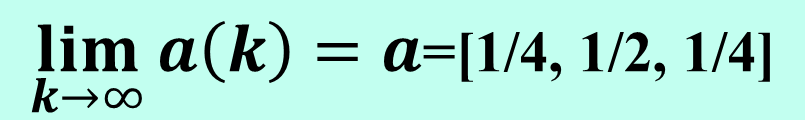 lim a(k) = a=[1/4, 1/2, 1/4]
k→∞